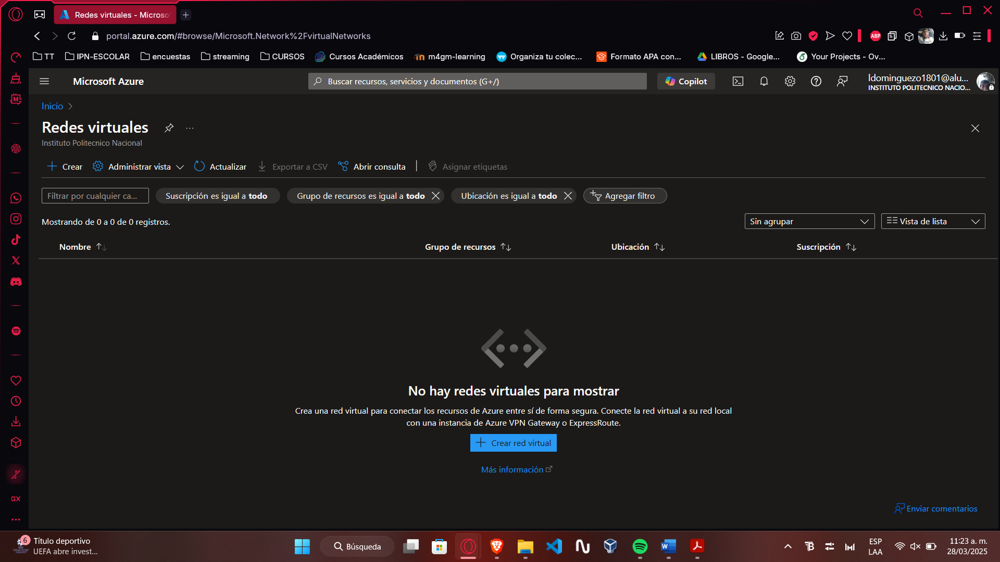 Redes virtuales - Microso
portal.azure.com/#browse/Microsoft.Network%2FvirtualNetworks
ABP
TT
IPN-ESCOLAR
encuestas
streaming
CURSOS
Cursos Académicos
m4gm-learning
Organiza tu colec...
Formato APA con...
LIBROS - Google...
Your Projects - Ov...
Microsoft Azure
Buscar recursos, servicios y documentos (G+/)
Copilot
ldominguezo1801@alu...
INSTITUTO POLITECNICO NACIO...
Inicio
Redes virtuales
Instituto Politecnico Nacional
Crear
Administrar vista
Actualizar
Exportar a CSV
Abrir consulta
Asignar etiquetas
Filtrar por cualquier ca...
Suscripción es igual a todo
Grupo de recursos es igual a todo
Ubicación es igual a todo
Agregar filtro
Mostrando de 0 a 0 de 0 registros.
Sin agrupar
Vista de lista
Nombre
Grupo de recursos
Ubicación
Suscripción
No hay redes virtuales para mostrar
Crea una red virtual para conectar los recursos de Azure entre sí de forma segura. Conecte la red virtual a su red local
con una instancia de Azure VPN Gateway o ExpressRoute.
Crear red virtual
Más información
Enviar comentarios
GX
6
Título deportivo
UEFA abre invest...
Búsqueda
ESP
LAA
11:23 a. m.
28/03/2025